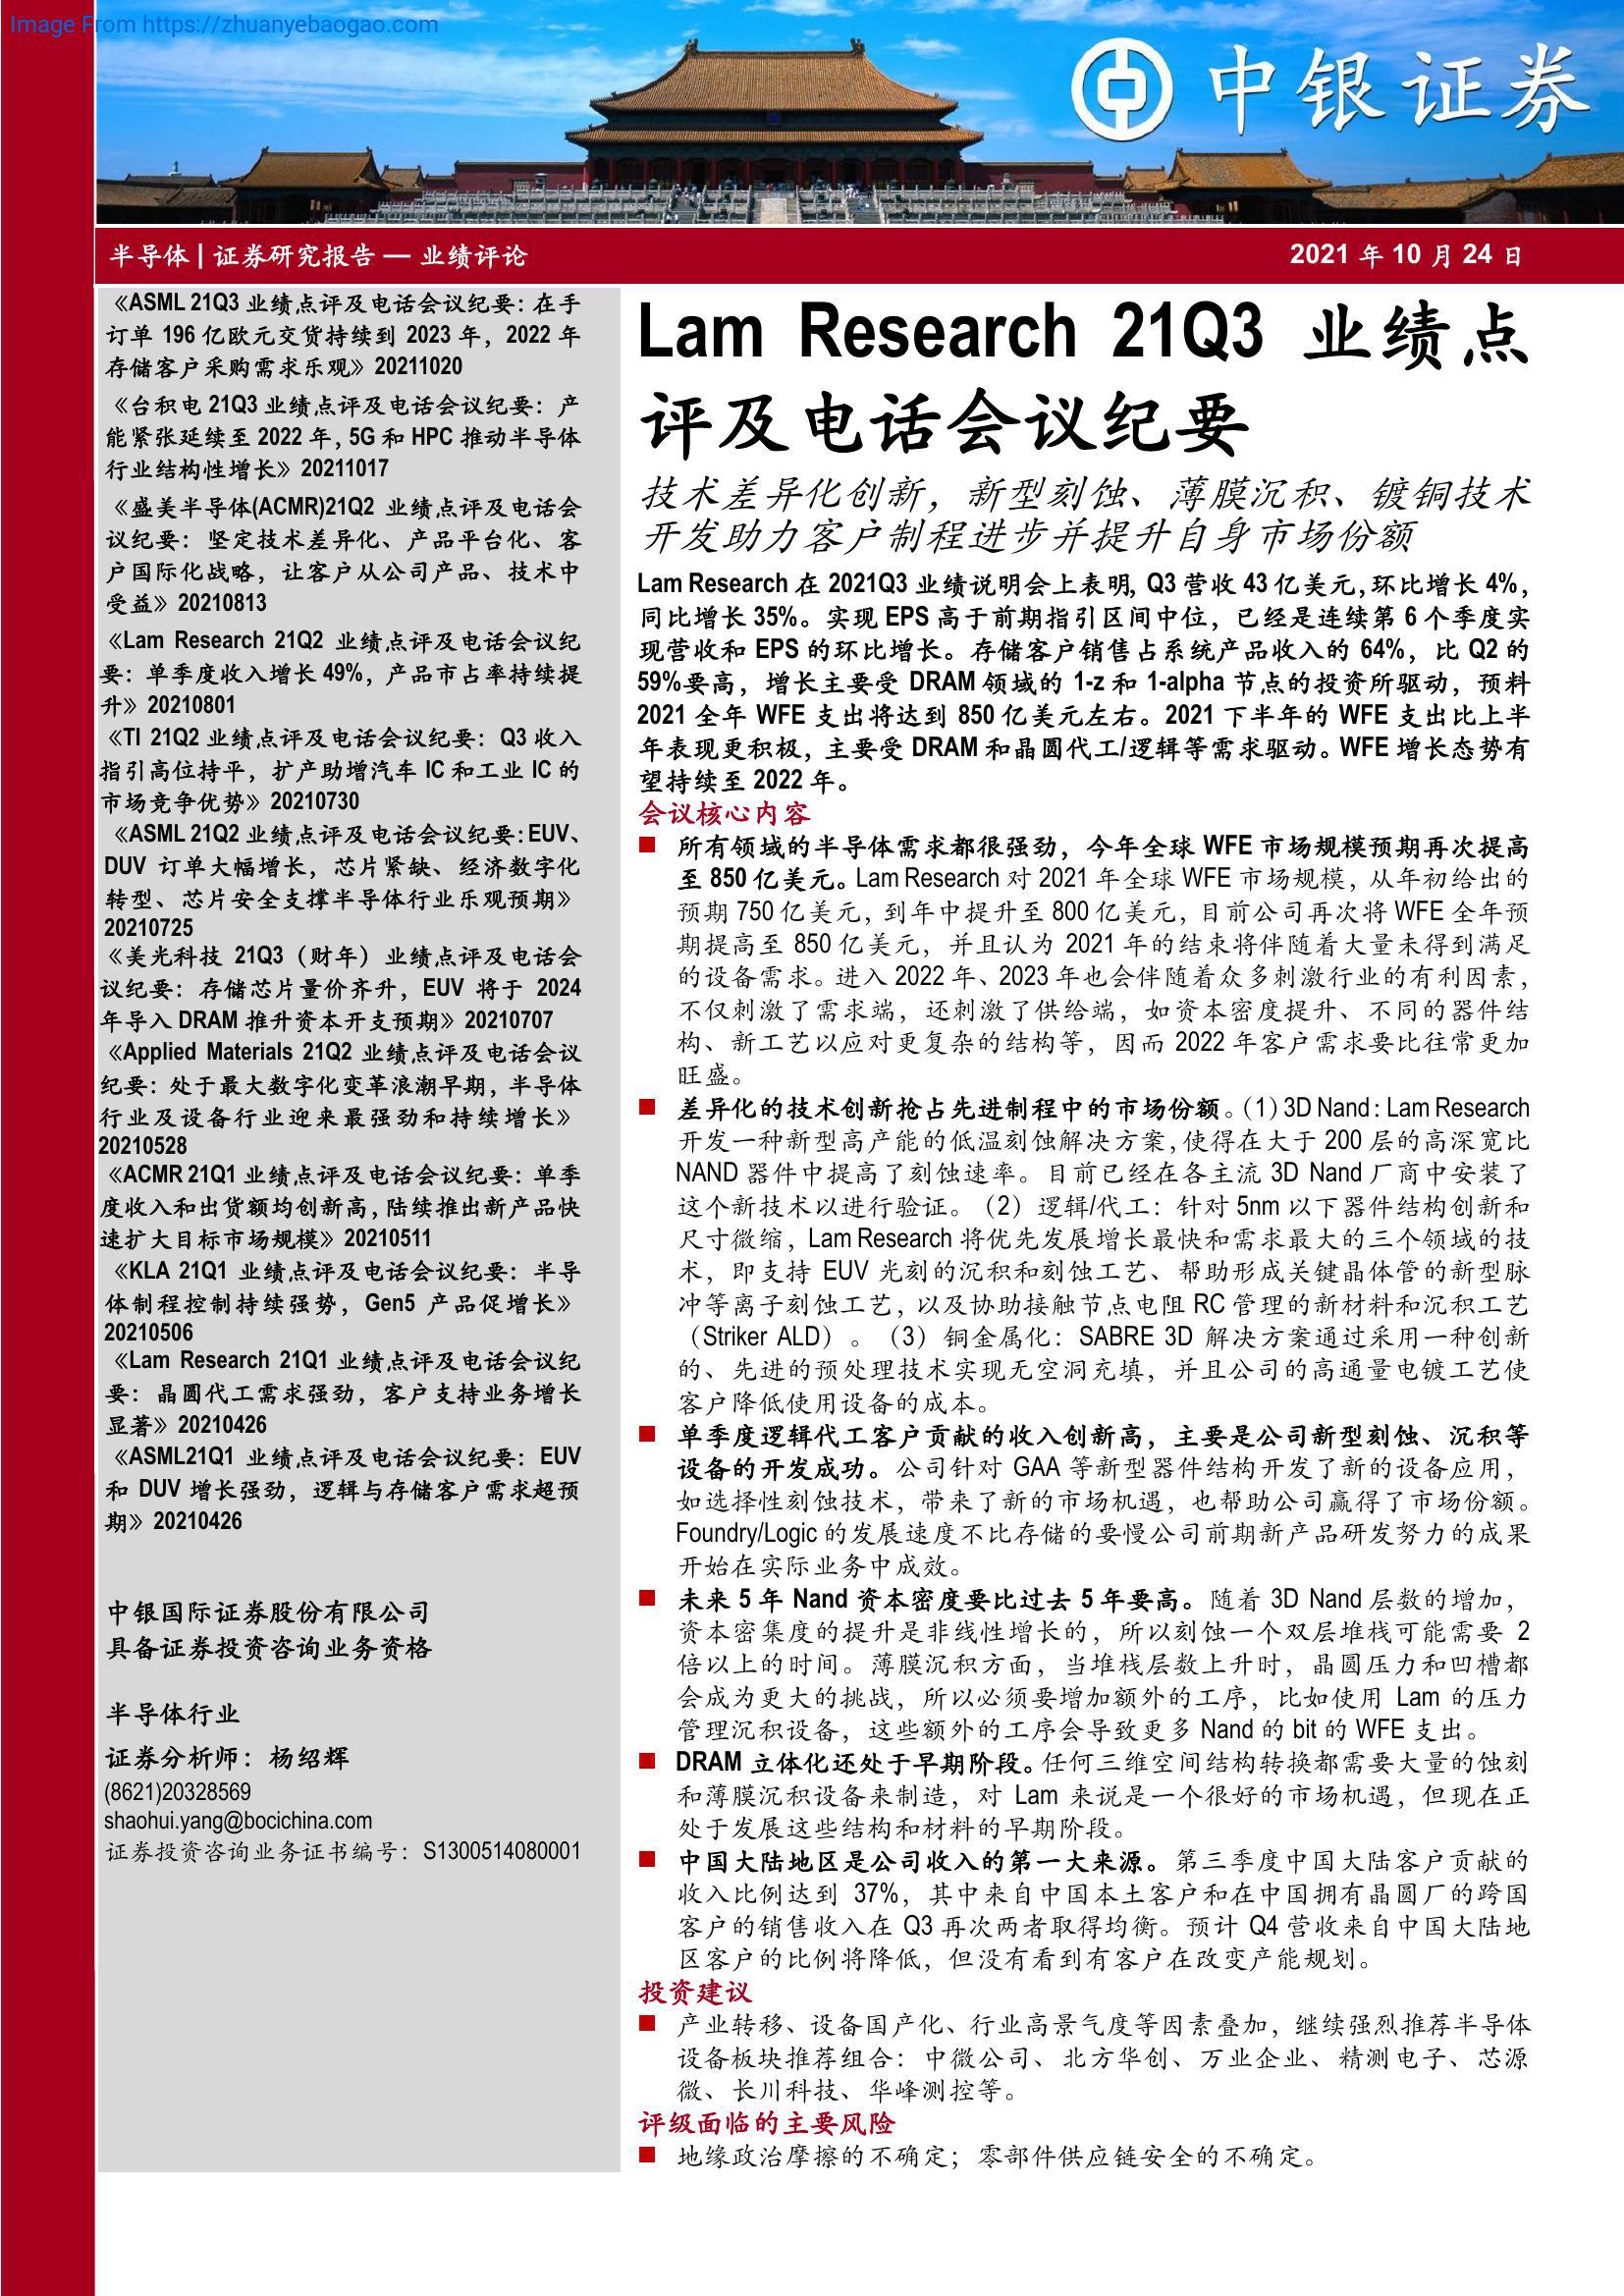 Image From https://zhuanyebaogao.com
中银证券
半导体 | 证券研究报告 — 业绩评论
2021 年 10 月 24 日
《ASML 21Q3 业绩点评及电话会议纪要：在手
订单 196 亿欧元交货持续到 2023 年，2022 年
存储客户采购需求乐观》20211020
《台积电 21Q3 业绩点评及电话会议纪要：产
能紧张延续至 2022 年，5G 和 HPC 推动半导体
行业结构性增长》20211017
《盛美半导体(ACMR)21Q2 业绩点评及电话会
议纪要：坚定技术差异化、产品平台化、客
户国际化战略，让客户从公司产品、技术中
受益》20210813
《Lam Research 21Q2 业绩点评及电话会议纪
要：单季度收入增长 49%，产品市占率持续提
升》20210801
《TI 21Q2 业绩点评及电话会议纪要：Q3 收入
指引高位持平，扩产助增汽车 IC 和工业 IC 的
市场竞争优势》20210730
《ASML 21Q2 业绩点评及电话会议纪要：EUV、
DUV 订单大幅增长，芯片紧缺、经济数字化
转型、芯片安全支撑半导体行业乐观预期》
20210725
《美光科技 21Q3（财年）业绩点评及电话会
议纪要：存储芯片量价齐升，EUV 将于 2024
年导入 DRAM 推升资本开支预期》20210707
《Applied Materials 21Q2 业绩点评及电话会议
纪要：处于最大数字化变革浪潮早期，半导体
行业及设备行业迎来最强劲和持续增长》
20210528
《ACMR 21Q1 业绩点评及电话会议纪要：单季
度收入和出货额均创新高，陆续推出新产品快
速扩大目标市场规模》20210511
《KLA 21Q1 业绩点评及电话会议纪要：半导
体制程控制持续强势，Gen5 产品促增长》
20210506
《Lam Research 21Q1 业绩点评及电话会议纪
要：晶圆代工需求强劲，客户支持业务增长
显著》20210426
《ASML21Q1 业绩点评及电话会议纪要：EUV
和 DUV 增长强劲，逻辑与存储客户需求超预
期》20210426
中银国际证券股份有限公司
具备证券投资咨询业务资格
半导体行业
证券分析师：杨绍辉
(8621)20328569
shaohui.yang@bocichina.com
证券投资咨询业务证书编号：S1300514080001
Lam Research 21Q3 业绩点
评及电话会议纪要
技术差异化创新，新型刻蚀、薄膜沉积、镀铜技术
开发助力客户制程进步并提升自身市场份额
Lam Research 在 2021Q3 业绩说明会上表明，Q3 营收 43 亿美元，环比增长 4%，
同比增长 35%。实现 EPS 高于前期指引区间中位，已经是连续第 6 个季度实
现营收和 EPS 的环比增长。存储客户销售占系统产品收入的 64%，比 Q2 的
59%要高，增长主要受 DRAM 领域的 1-z 和 1-alpha 节点的投资所驱动，预料
2021 全年 WFE 支出将达到 850 亿美元左右。2021 下半年的 WFE 支出比上半
年表现更积极，主要受 DRAM 和晶圆代工/逻辑等需求驱动。WFE 增长态势有
望持续至 2022 年。
会议核心内容
■ 所有领域的半导体需求都很强劲，今年全球 WFE 市场规模预期再次提高
至 850 亿美元。Lam Research 对 2021 年全球 WFE 市场规模，从年初给出的
预期 750 亿美元，到年中提升至 800 亿美元，目前公司再次将 WFE 全年预
期提高至 850 亿美元，并且认为 2021 年的结束将伴随着大量未得到满足
的设备需求。进入 2022 年、2023 年也会伴随着众多刺激行业的有利因素，
不仅刺激了需求端，还刺激了供给端，如资本密度提升、不同的器件结
构、新工艺以应对更复杂的结构等，因而 2022 年客户需求要比往常更加
旺盛。
■ 差异化的技术创新抢占先进制程中的市场份额。（1）3D Nand：Lam Research
开发一种新型高产能的低温刻蚀解决方案，使得在大于 200 层的高深宽比
NAND 器件中提高了刻蚀速率。目前已经在各主流 3D Nand 厂商中安装了
这个新技术以进行验证。（2）逻辑/代工：针对 5nm 以下器件结构创新和
尺寸微缩，Lam Research 将优先发展增长最快和需求最大的三个领域的技
术，即支持 EUV 光刻的沉积和刻蚀工艺、帮助形成关键晶体管的新型脉
冲等离子刻蚀工艺，以及协助接触节点电阻 RC 管理的新材料和沉积工艺
（Striker ALD）。（3）铜金属化：SABRE 3D 解决方案通过采用一种创新
的、先进的预处理技术实现无空洞充填，并且公司的高通量电镀工艺使
客户降低使用设备的成本。
■ 单季度逻辑代工客户贡献的收入创新高，主要是公司新型刻蚀、沉积等
设备的开发成功。公司针对 GAA 等新型器件结构开发了新的设备应用，
如选择性刻蚀技术，带来了新的市场机遇，也帮助公司赢得了市场份额。
Foundry/Logic 的发展速度不比存储的要慢公司前期新产品研发努力的成果
开始在实际业务中成效。
■ 未来 5 年 Nand 资本密度要比过去 5 年要高。随着 3D Nand 层数的增加，
资本密集度的提升是非线性增长的，所以刻蚀一个双层堆栈可能需要 2
倍以上的时间。薄膜沉积方面，当堆栈层数上升时，晶圆压力和凹槽都
会成为更大的挑战，所以必须要增加额外的工序，比如使用 Lam 的压力
管理沉积设备，这些额外的工序会导致更多 Nand 的 bit 的 WFE 支出。
■ DRAM 立体化还处于早期阶段。任何三维空间结构转换都需要大量的蚀刻
和薄膜沉积设备来制造，对 Lam 来说是一个很好的市场机遇，但现在正
处于发展这些结构和材料的早期阶段。
■ 中国大陆地区是公司收入的第一大来源。第三季度中国大陆客户贡献的
收入比例达到 37%，其中来自中国本土客户和在中国拥有晶圆厂的跨国
客户的销售收入在 Q3 再次两者取得均衡。预计 Q4 营收来自中国大陆地
区客户的比例将降低，但没有看到有客户在改变产能规划。
投资建议
■ 产业转移、设备国产化、行业高景气度等因素叠加，继续强烈推荐半导体
设备板块推荐组合：中微公司、北方华创、万业企业、精测电子、芯源
微、长川科技、华峰测控等。
评级面临的主要风险
■ 地缘政治摩擦的不确定；零部件供应链安全的不确定。